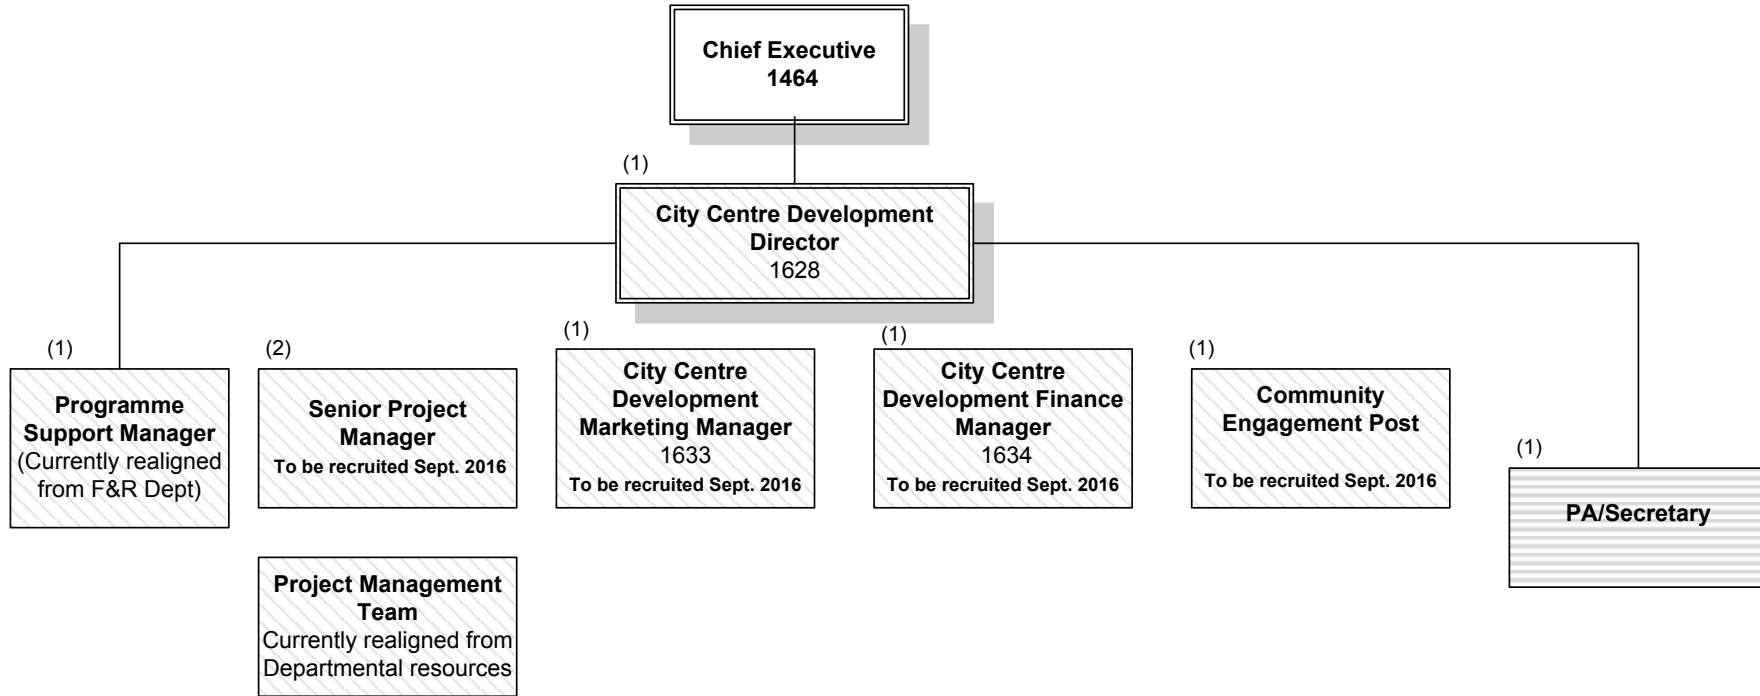 Chief Executive
1464
(1)
City Centre Development
Director
1628
(1)
Programme
Support Manager
(Currently realigned
from F&R Dept)
(2)
Senior Project
Manager
To be recruited Sept. 2016
(1)
City Centre
Development
Marketing Manager
1633
To be recruited Sept. 2016
(1)
City Centre
Development Finance
Manager
1634
To be recruited Sept. 2016
(1)
Community
Engagement Post
To be recruited Sept. 2016
(1)
PA/Secretary
Project Management
Team
Currently realigned from
Departmental resources